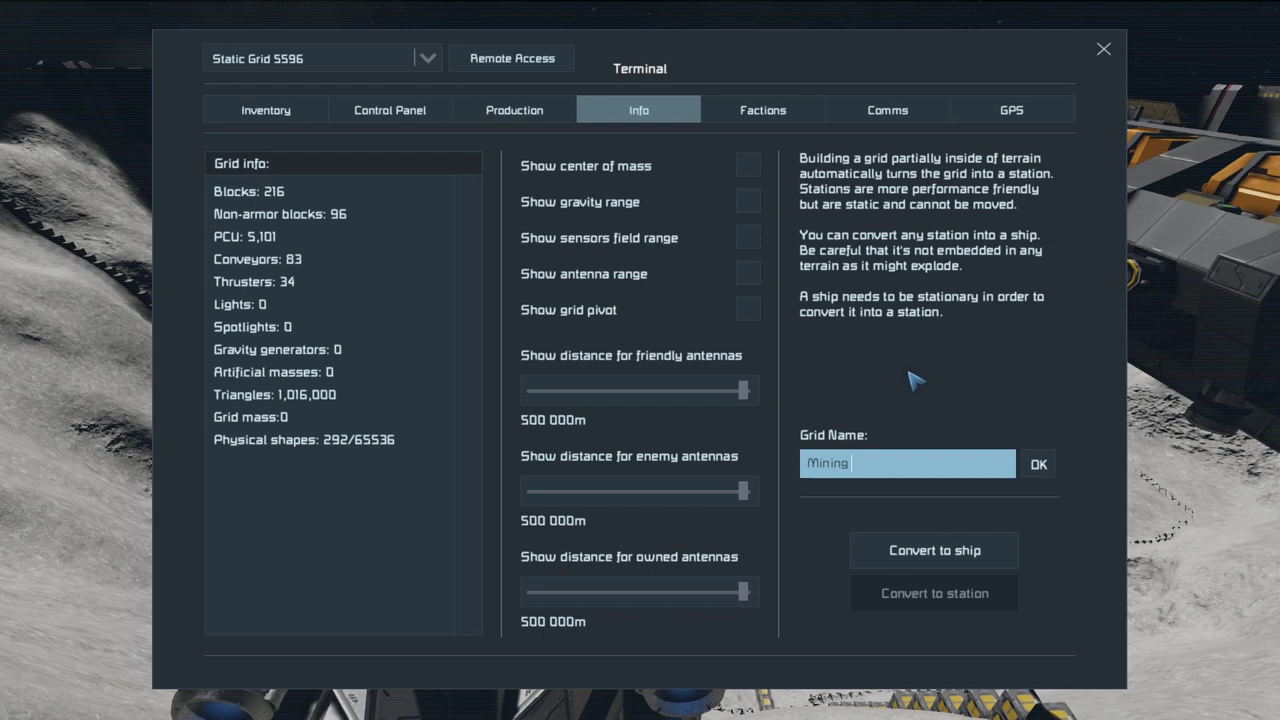 Static Grid 5596
Remote Access
Terminal
Inventory
Control Panel
Production
Info
Factions
Comms
GPS
Grid info:
Blocks: 216
Non-armor blocks: 96
PCU: 5,101
Conveyors: 83
Thrusters: 34
Lights: 0
Spotlights: 0
Gravity generators: 0
Artificial masses: 0
Triangles: 1,016,000
Grid mass:0
Physical shapes: 292/65536
Show center of mass
Show gravity range
Show sensors field range
Show antenna range
Show grid pivot
Show distance for friendly antennas
500 000m
Show distance for enemy antennas
500 000m
Show distance for owned antennas
500 000m
Building a grid partially inside of terrain
automatically turns the grid into a station.
Stations are more performance friendly
but are static and cannot be moved.
You can convert any station into a ship.
Be careful that it's not embedded in any
terrain as it might explode.
A ship needs to be stationary in order to
convert it into a station.
Grid Name:
Mining
OK
Convert to ship
Convert to station